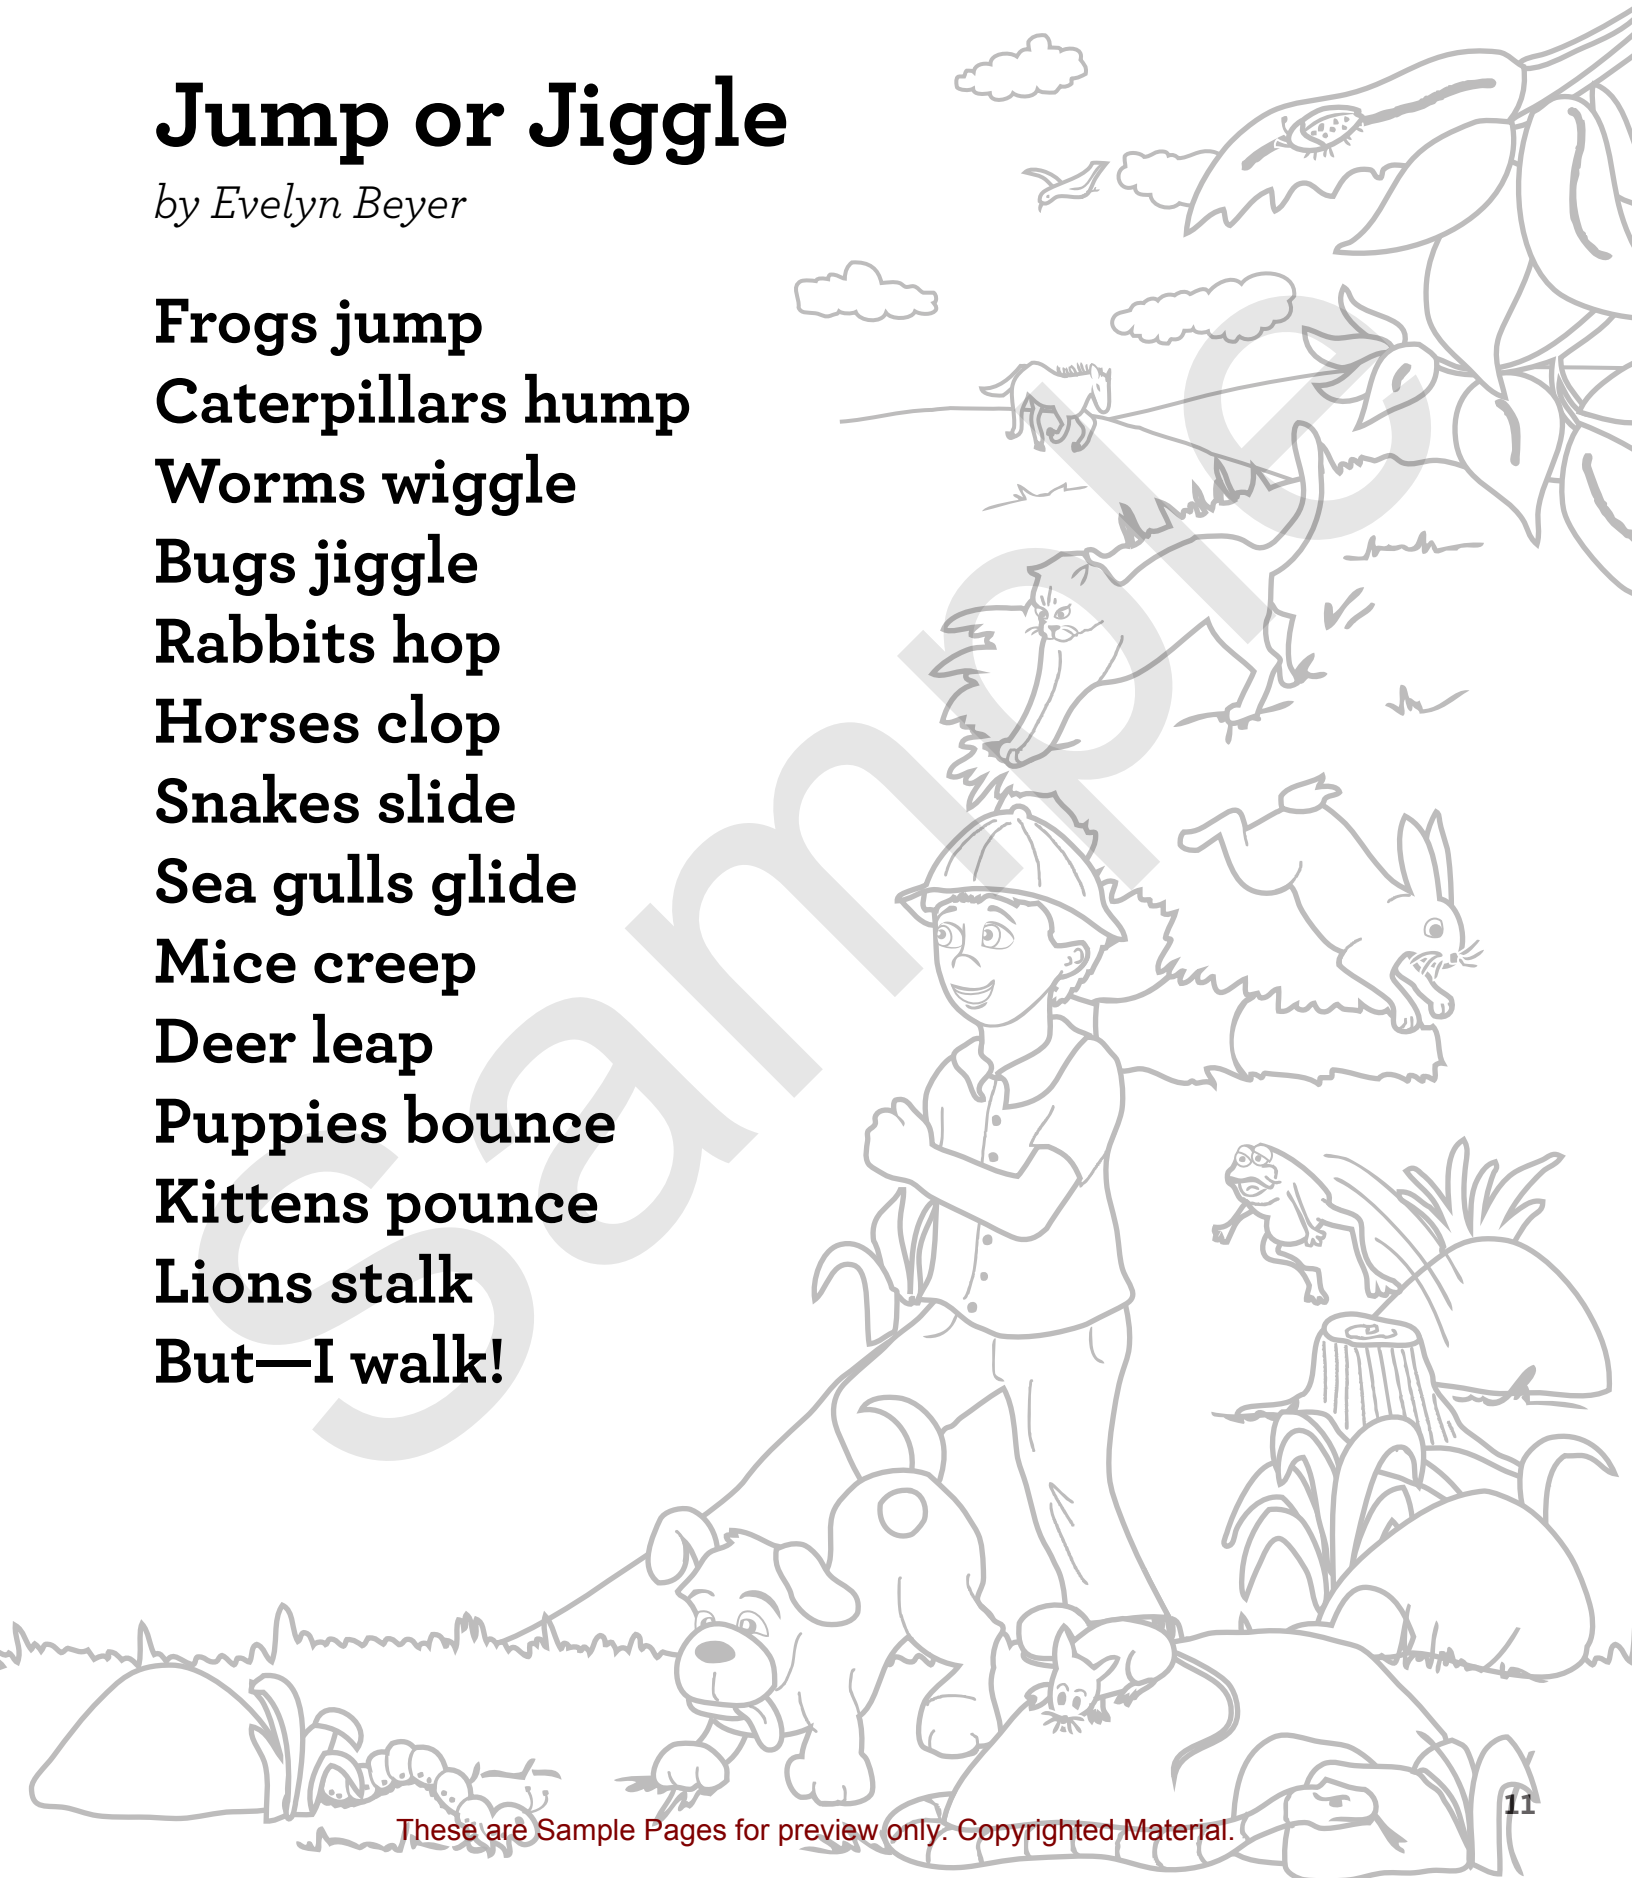 Jump or Jiggle
by Evelyn Beyer
Frogs jump
Caterpillars hump
Worms wiggle
Bugs jiggle
Rabbits hop
Horses clop
Snakes slide
Sea gulls glide
Mice creep
Deer leap
Puppies bounce
Kittens pounce
Lions stalk
But—I walk!
Sample
11
These are Sample Pages for preview only. Copyrighted Material.